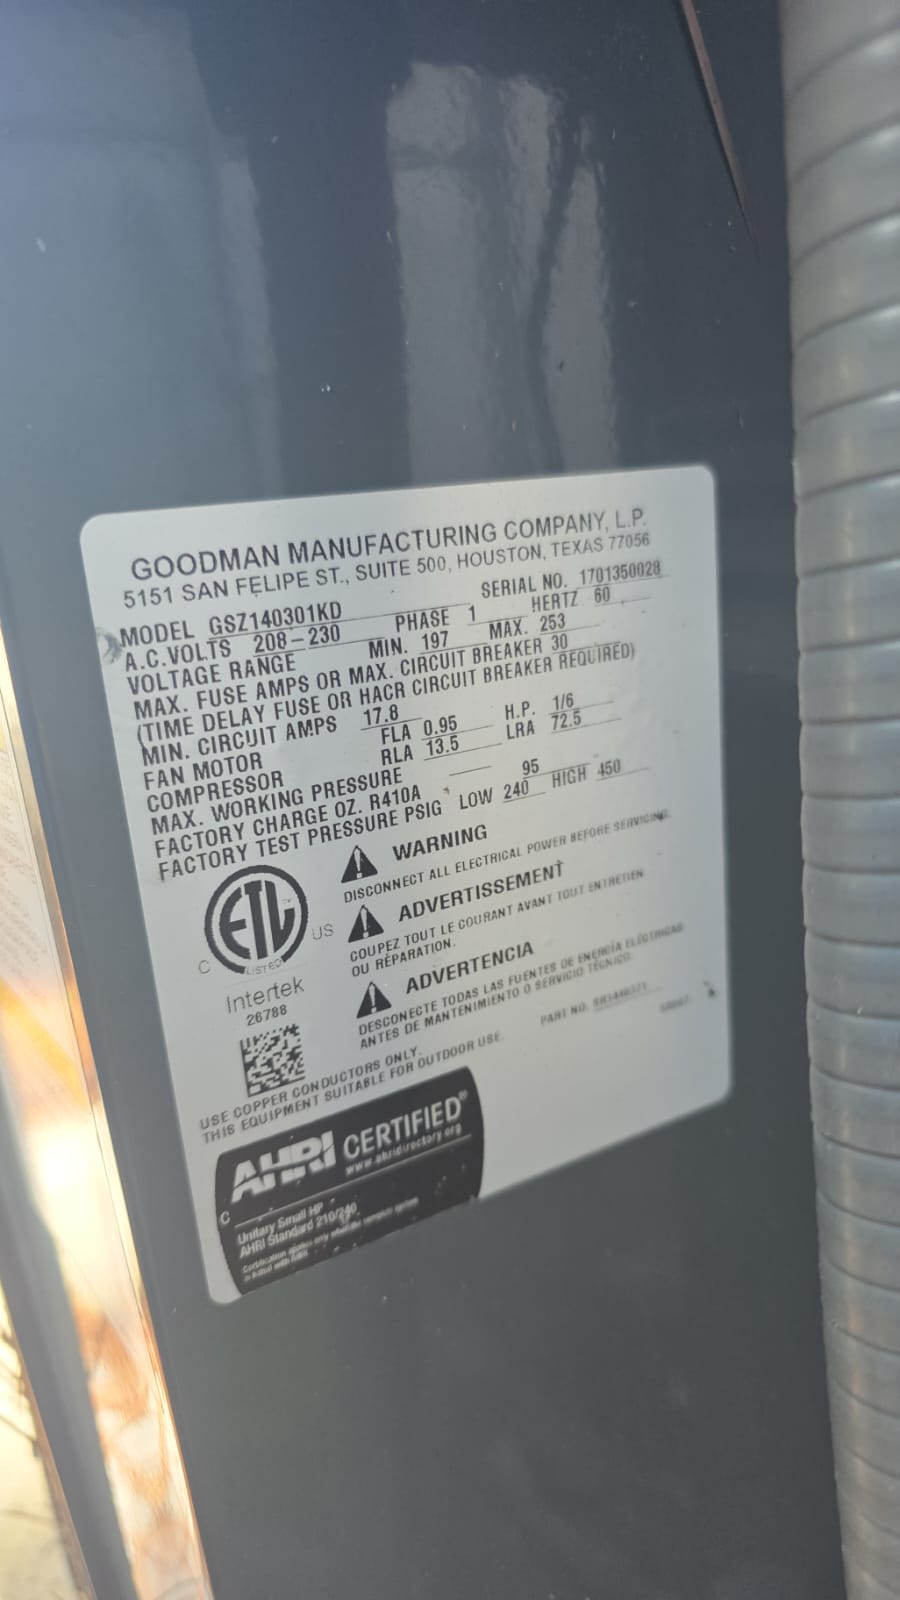 GOODMAN MANUFACTURING COMPANY, L.P.
5151 SAN FELIPE ST., SUITE 500, HOUSTON, TEXAS 77056
MODEL GSZ140301KD SERIAL NO. 1701350028
A.C.VOLTS 208-230 PHASE 1 HERTZ 60
VOLTAGE RANGE MIN. 197 MAX. 253
MAX. FUSE AMPS OR MAX. CIRCUIT BREAKER 30
(TIME DELAY FUSE OR HACR CIRCUIT BREAKER REQUIRED)
MIN. CIRCUIT AMPS 17.8
FAN MOTOR FLA 0.95 H.P. 1/6
COMPRESSOR RLA 13.5 LRA 72.5
MAX. WORKING PRESSURE
FACTORY CHARGE OZ. R410A 95
FACTORY TEST PRESSURE PSIG LOW 240 HIGH 450
WARNING
DISCONNECT ALL ELECTRICAL POWER BEFORE SERVICING.
ADVERTISSEMENT
COUPEZ TOUT LE COURANT AVANT TOUT ENTRETIEN
OU RÉPARATION.
ADVERTENCIA
DESCONECTE TODAS LAS FUENTES DE ENERGÍA ELÉCTRICAS
ANTES DE MANTENIMIENTO O SERVICIO TÉCNICO.
ETL
LISTED
C US
Intertek
26788
PART NO.
USE COPPER CONDUCTORS ONLY.
THIS EQUIPMENT SUITABLE FOR OUTDOOR USE.
AHRI CERTIFIED®
www.ahridirectory.org
C
Unitary Small HP
AHRI Standard 210/240
Certification applies only when the complete system